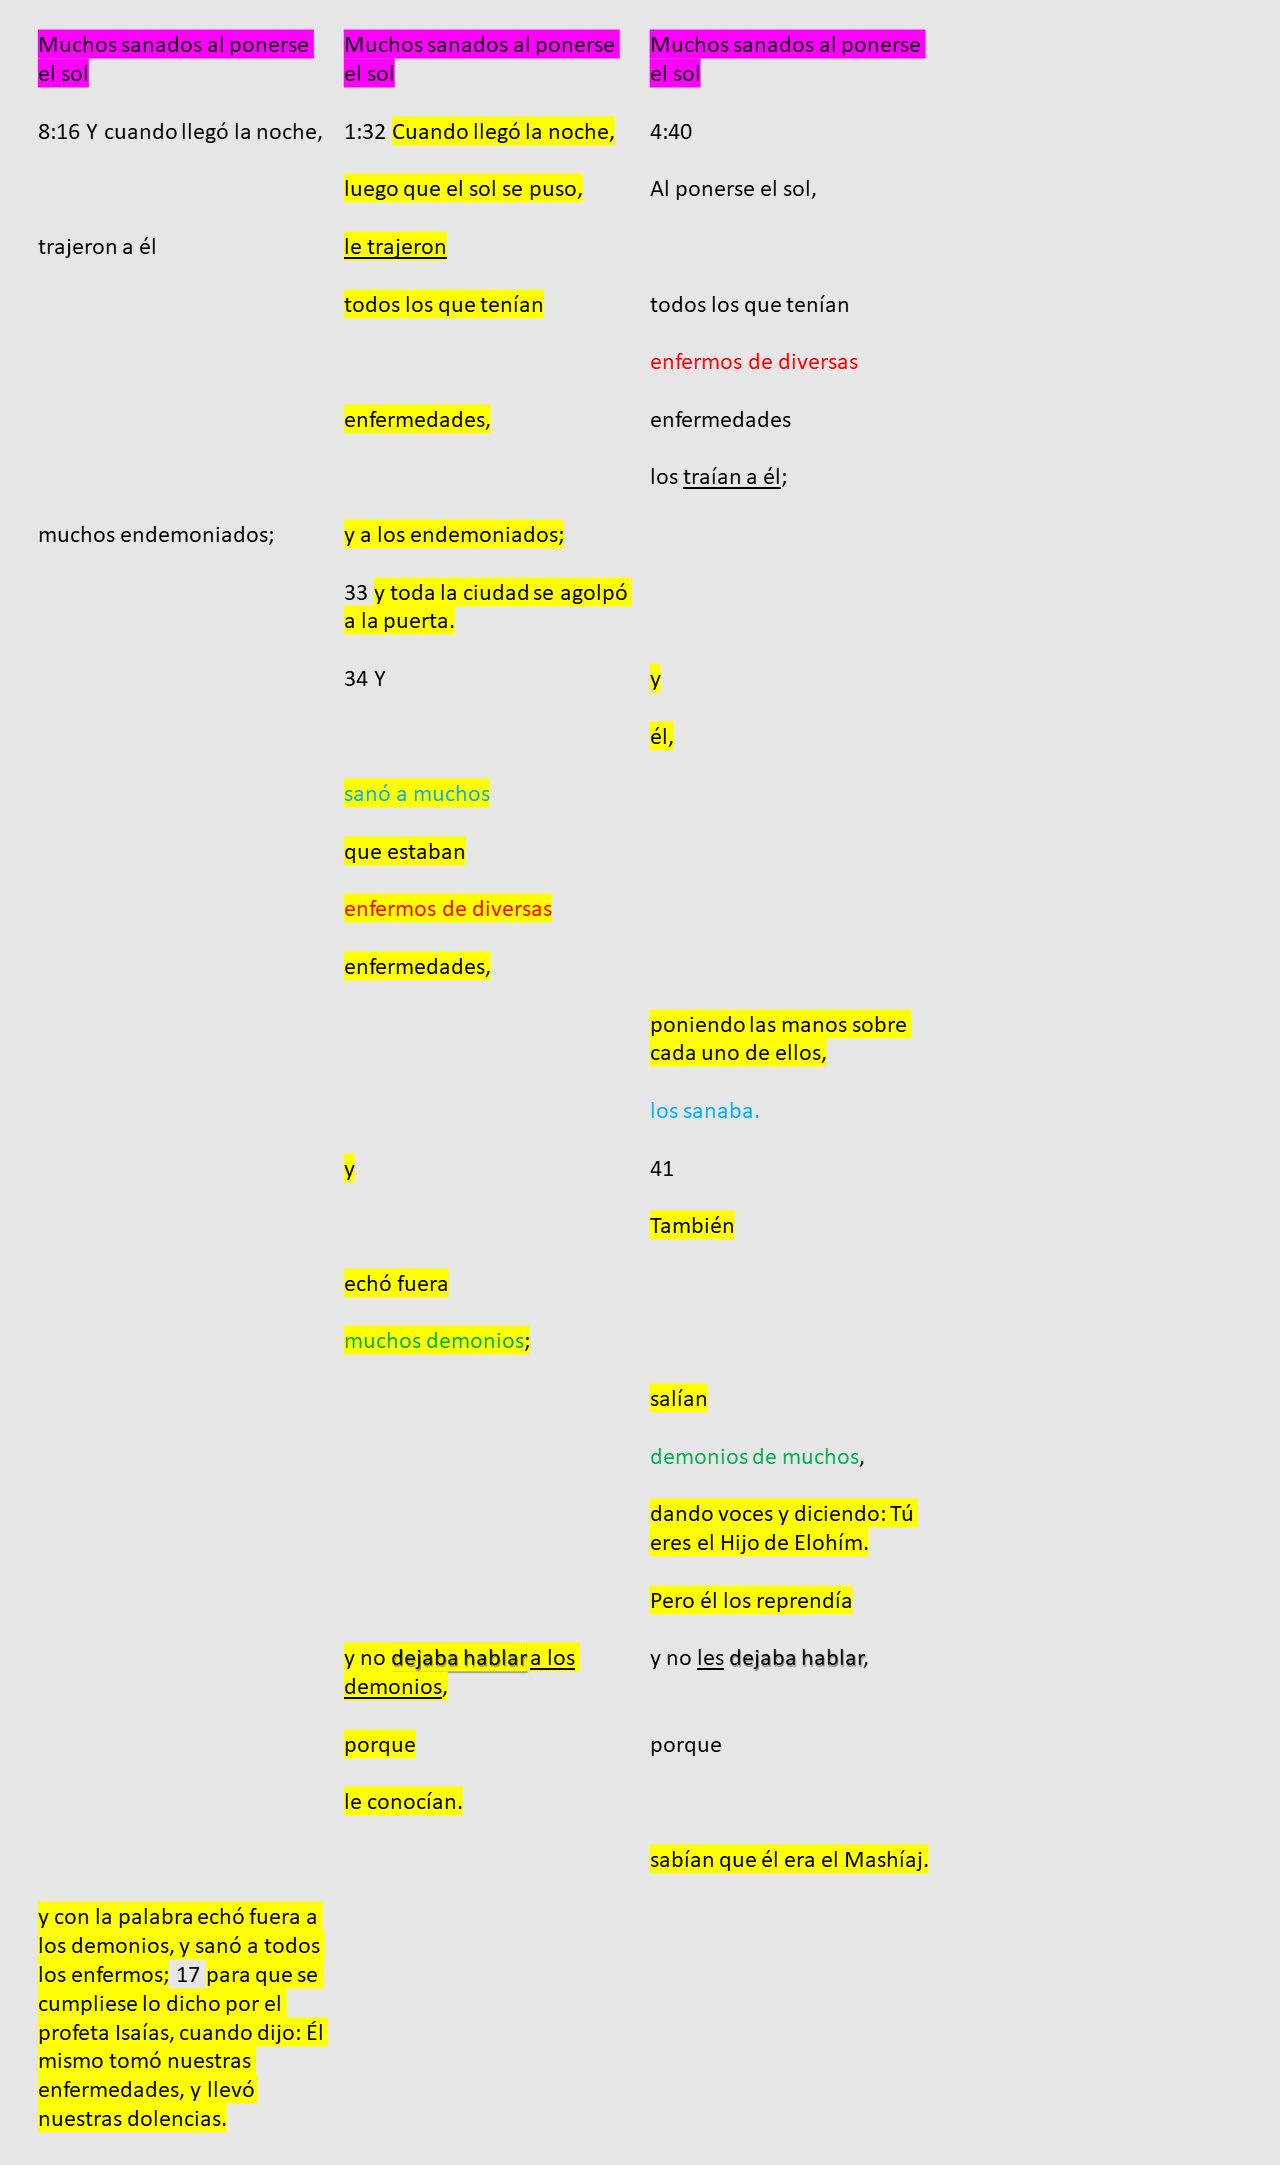 Muchos sanados al ponerse el sol
Muchos sanados al ponerse el sol
Muchos sanados al ponerse el sol
8:16 Y cuando llegó la noche,
1:32 Cuando llegó la noche,
4:40
luego que el sol se puso,
Al ponerse el sol,
trajeron a él
le trajeron
todos los que tenían
todos los que tenían
enfermos de diversas
enfermedades,
enfermedades
los traían a él;
muchos endemoniados;
y a los endemoniados;
33 y toda la ciudad se agolpó
a la puerta.
34 Y
y
él,
sanó a muchos
que estaban
enfermos de diversas
enfermedades,
poniendo las manos sobre
cada uno de ellos,
los sanaba.
y
41
También
echó fuera
muchos demonios;
salían
demonios de muchos,
dando voces y diciendo: Tú
eres el Hijo de Elohím.
Pero él los reprendía
y no dejaba hablar a los
demonios,
y no les dejaba hablar,
porque
porque
le conocían.
sabían que él era el Mashíaj.
y con la palabra echó fuera a
los demonios, y sanó a todos
los enfermos; 17 para que se
cumpliese lo dicho por el
profeta Isaías, cuando dijo: Él
mismo tomó nuestras
enfermedades, y llevó
nuestras dolencias.